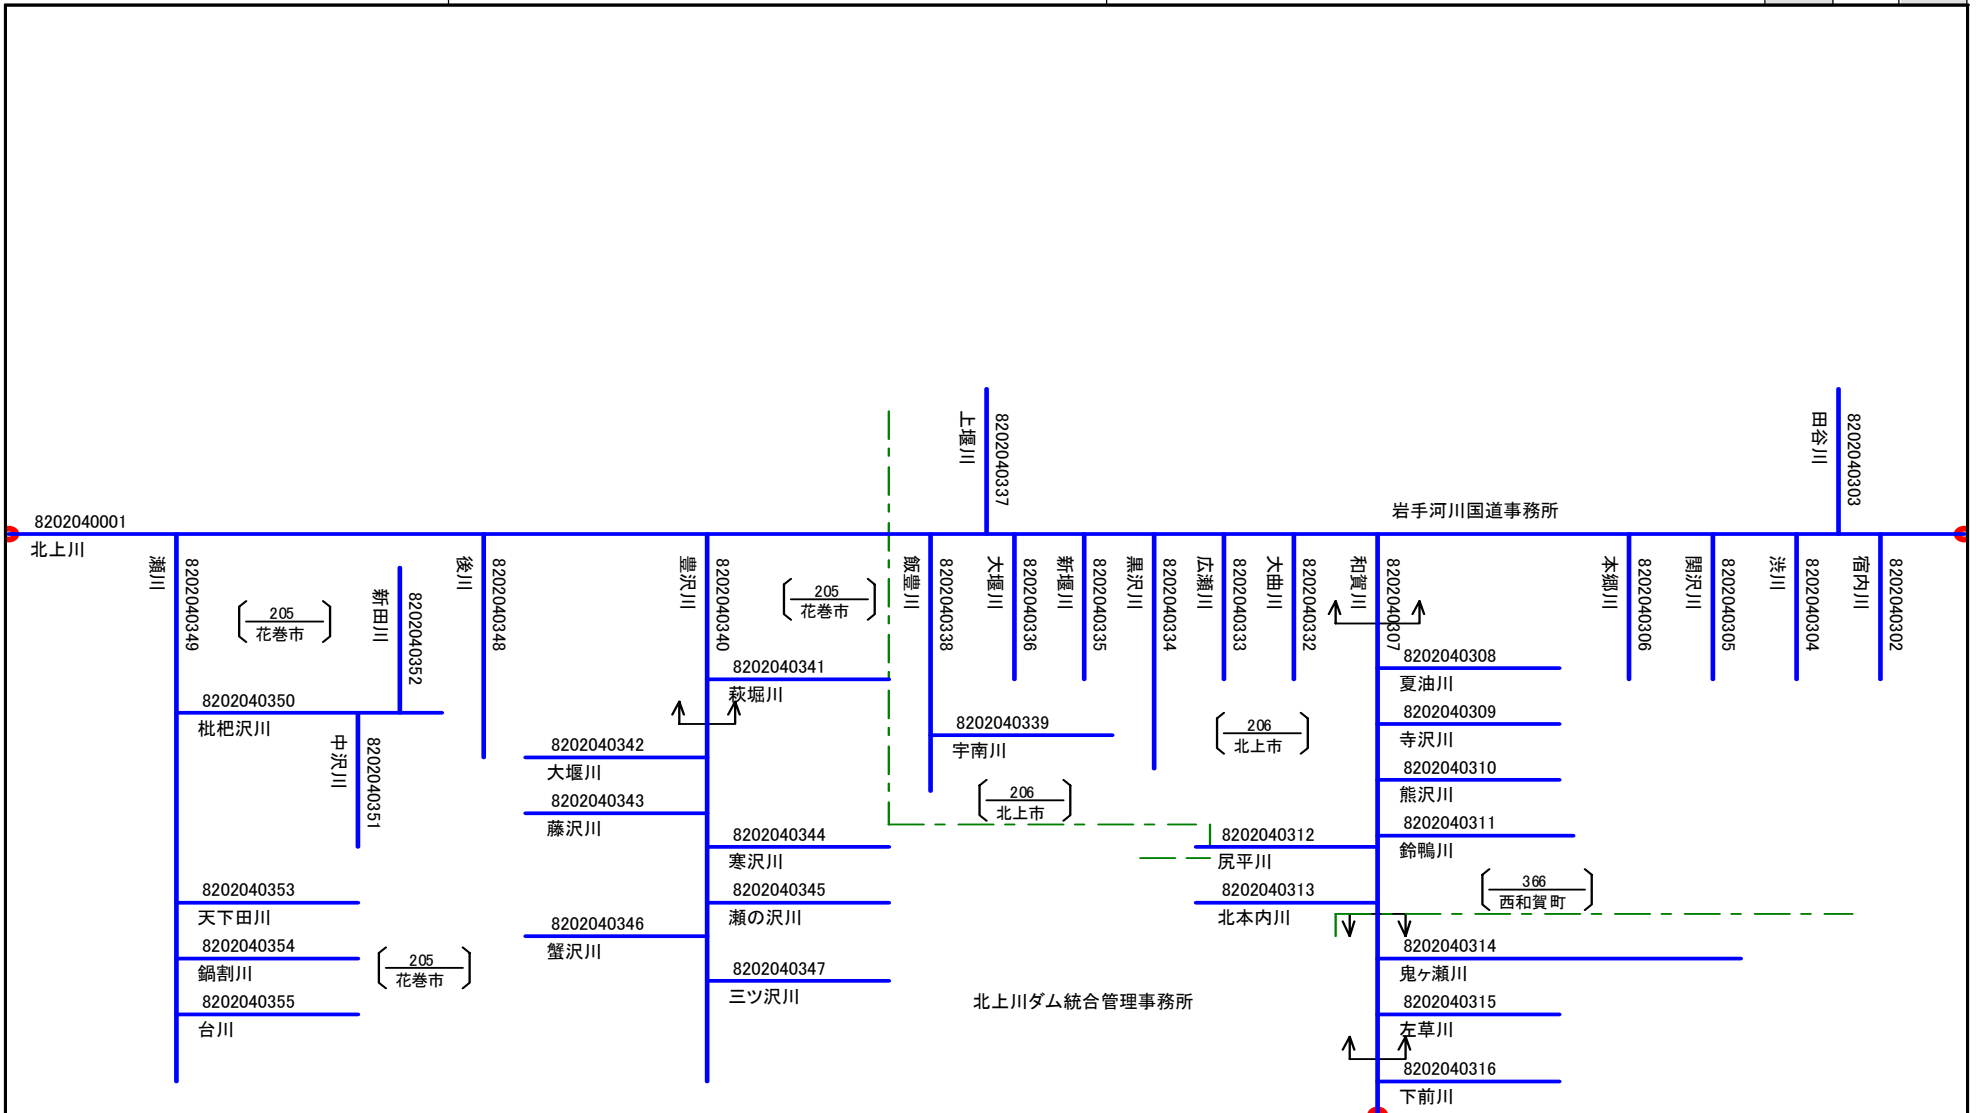 上堰川
8202040337
田谷川
8202040303
岩手河川国道事務所
8202040001
北上川
瀬川
8202040349
205
花巻市
新田川
8202040352
後川
8202040348
豊沢川
8202040340
205
花巻市
飯豊川
8202040338
大堰川
8202040336
新堰川
8202040335
黒沢川
8202040334
広瀬川
8202040333
大曲川
8202040332
和賀川
8202040307
本郷川
8202040306
関沢川
8202040305
渋川
8202040304
宿内川
8202040302
8202040341
萩堀川
8202040308
夏油川
8202040350
枇杷沢川
中沢川
8202040351
8202040339
宇南川
206
北上市
8202040309
寺沢川
8202040342
大堰川
8202040310
熊沢川
8202040343
藤沢川
206
北上市
8202040344
寒沢川
8202040312
尻平川
8202040311
鈴鴨川
8202040353
天下田川
8202040345
瀬の沢川
8202040313
北本内川
366
西和賀町
8202040346
蟹沢川
8202040354
鍋割川
205
花巻市
8202040314
鬼ヶ瀬川
8202040347
三ツ沢川
北上川ダム統合管理事務所
8202040355
台川
8202040315
左草川
8202040316
下前川